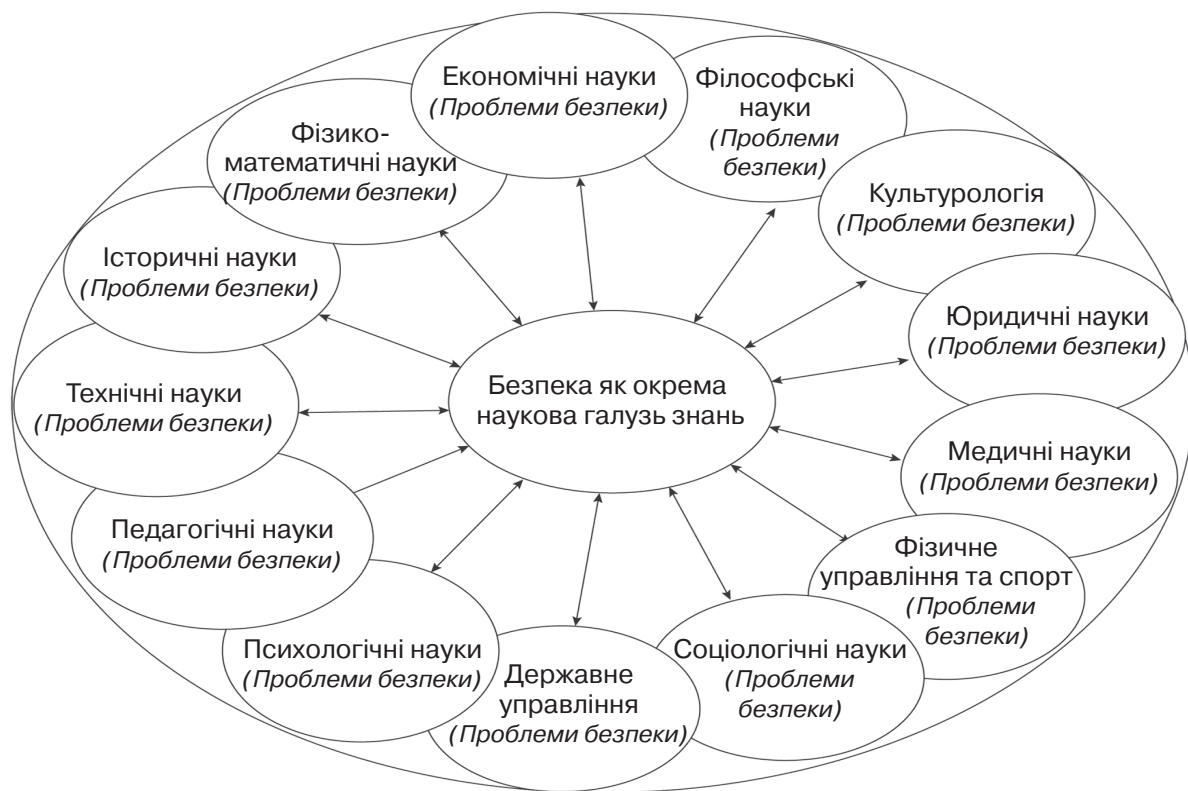 Економічні науки
(Проблеми безпеки)
Філософські
науки
(Проблеми
безпеки)
Культурологія
(Проблеми безпеки)
Юридичні науки
(Проблеми безпеки)
Медичні науки
(Проблеми безпеки)
Фізичне
управління та спорт
(Проблеми
безпеки)
Соціологічні науки
(Проблеми
безпеки)
Державне
управління
(Проблеми безпеки)
Психологічні науки
(Проблеми безпеки)
Педагогічні науки
(Проблеми безпеки)
Технічні науки
(Проблеми безпеки)
Історичні науки
(Проблеми безпеки)
Фізико-
математичні науки
(Проблеми безпеки)
Безпека як окрема
наукова галузь знань